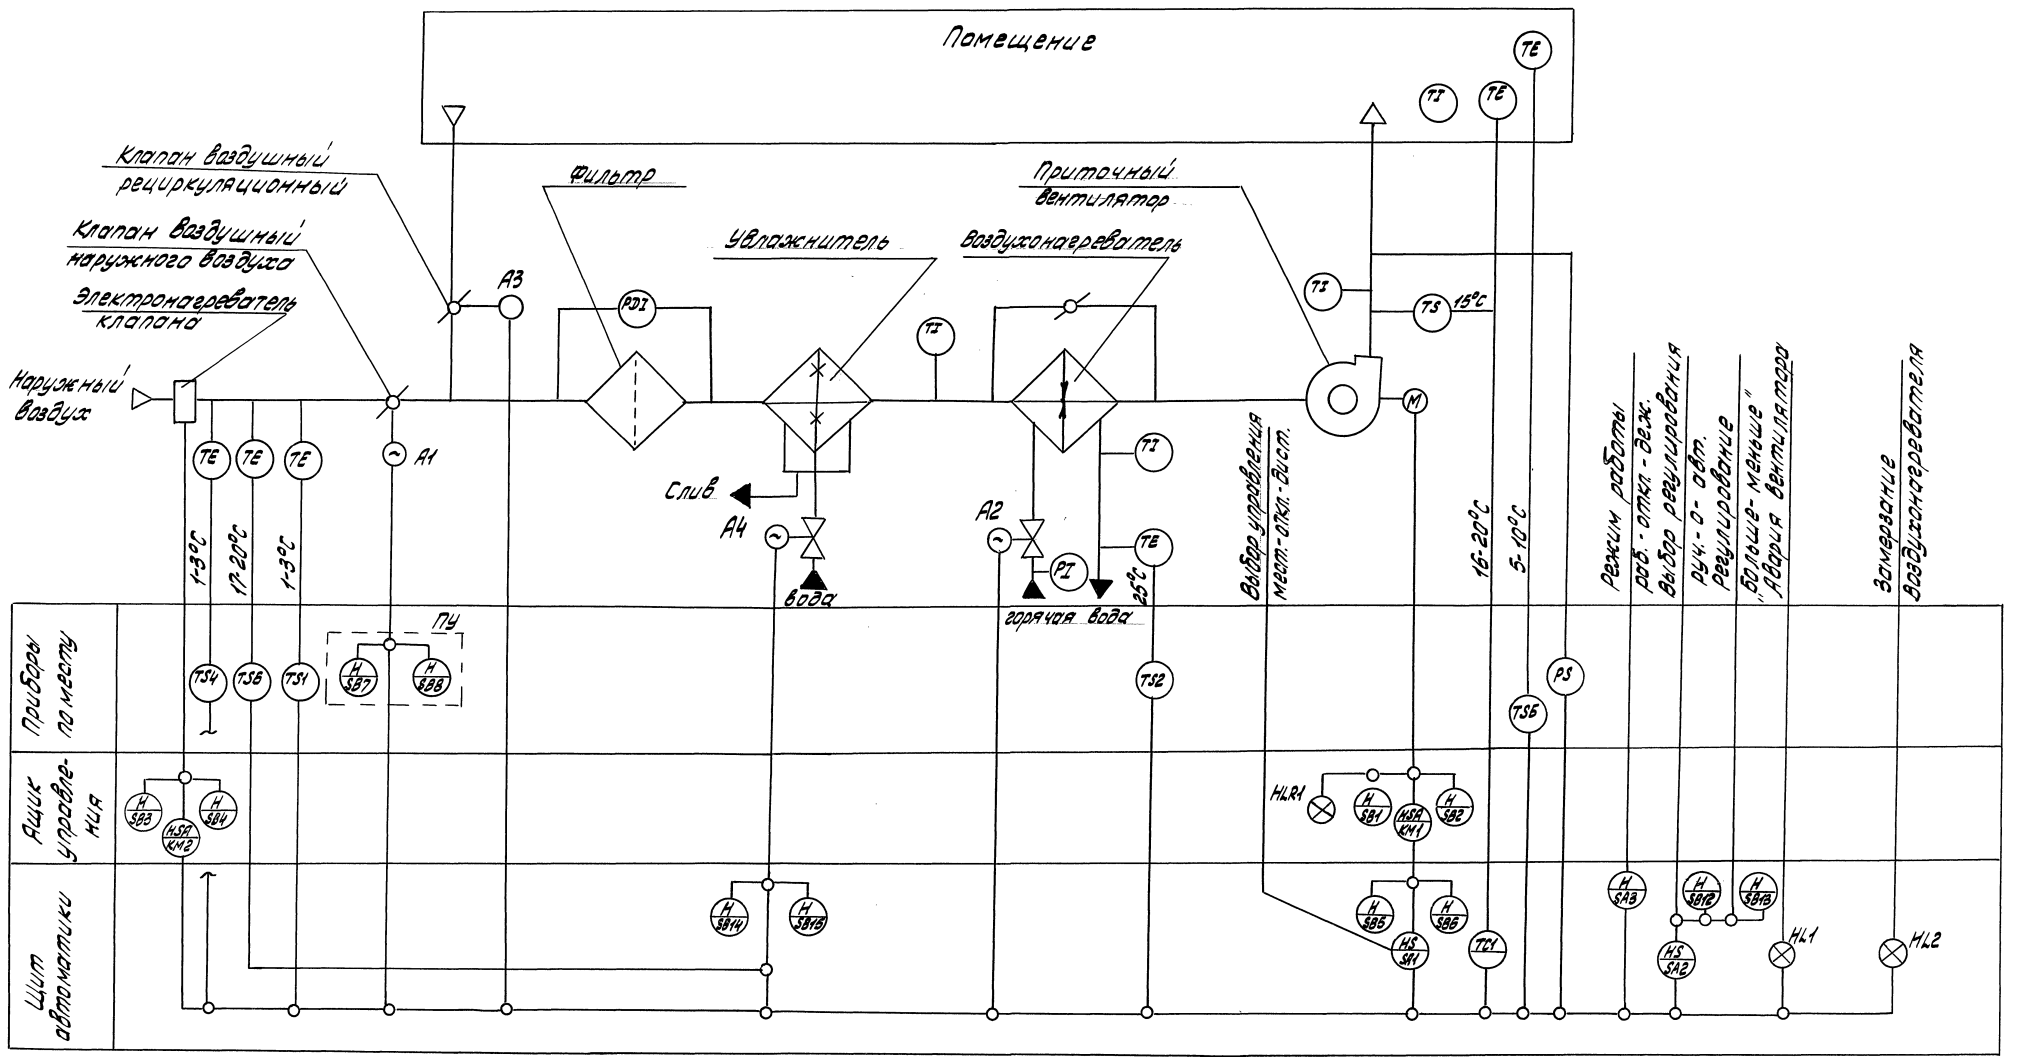 Помещение
TE
TI
TE
Клапан воздушный
рециркуляционный
Клапан воздушный
наружного воздуха
Электронагреватель
клапана
Наружный
воздух
A3
Фильтр
PDI
Увлажнитель
TI
Воздухонагреватель
Приточный
вентилятор
TI
TS
15°C
M
TE
TE
TE
A1
Слив
A4
~
вода
A2
~
PI
горячая вода
TI
TE
25°C
1-3°C
17-20°C
1-3°C
~
Выбор управления
мест.-откл.-дист.
16-20°C
5-10°C
Режим работы
раб.-откл.-деж.
Выбор регулирования
руч.-о-авт.
регулирование
"Больше-меньше"
Авария вентилятора
Замерзание
воздухонагревателя
Приборы
по месту
TS4
TS6
TS1
ПУ
H
SB7
H
SB8
TS2
TS5
PS
Ящик
управле-
ния
H
SB3
HSA
KM2
H
SB4
HLR1
H
SB1
HSA
KM1
H
SB2
Щит
автоматики
H
SB14
H
SB15
H
SB5
H
SB6
HS
SA1
TC1
H
SA3
H
SB12
H
SB13
HS
SA2
HL1
HL2